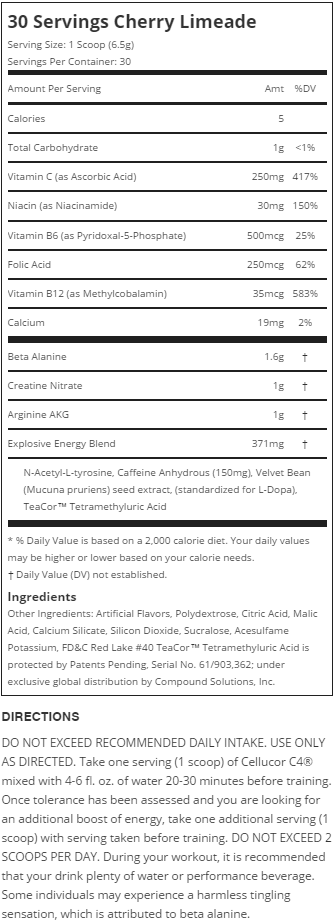 30 Servings Cherry Limeade
Serving Size: 1 Scoop (6.5g)
Servings Per Container: 30
Amount Per Serving Amt %DV
Calories 5
Total Carbohydrate 1g <1%
Vitamin C (as Ascorbic Acid) 250mg 417%
Niacin (as Niacinamide) 30mg 150%
Vitamin B6 (as Pyridoxal-5-Phosphate) 500mcg 25%
Folic Acid 250mcg 62%
Vitamin B12 (as Methylcobalamin) 35mcg 583%
Calcium 19mg 2%
Beta Alanine 1.6g †
Creatine Nitrate 1g †
Arginine AKG 1g †
Explosive Energy Blend 371mg †
N-Acetyl-L-tyrosine, Caffeine Anhydrous (150mg), Velvet Bean
(Mucuna pruriens) seed extract, (standardized for L-Dopa),
TeaCor™ Tetramethyluric Acid
* % Daily Value is based on a 2,000 calorie diet. Your daily values
may be higher or lower based on your calorie needs.
† Daily Value (DV) not established.
Ingredients
Other Ingredients: Artificial Flavors, Polydextrose, Citric Acid, Malic
Acid, Calcium Silicate, Silicon Dioxide, Sucralose, Acesulfame
Potassium, FD&C Red Lake #40 TeaCor™ Tetramethyluric Acid is
protected by Patents Pending, Serial No. 61/903,362; under
exclusive global distribution by Compound Solutions, Inc.
DIRECTIONS
DO NOT EXCEED RECOMMENDED DAILY INTAKE. USE ONLY
AS DIRECTED. Take one serving (1 scoop) of Cellucor C4®
mixed with 4-6 fl. oz. of water 20-30 minutes before training.
Once tolerance has been assessed and you are looking for
an additional boost of energy, take one additional serving (1
scoop) with serving taken before training. DO NOT EXCEED 2
SCOOPS PER DAY. During your workout, it is recommended
that your drink plenty of water or performance beverage.
Some individuals may experience a harmless tingling
sensation, which is attributed to beta alanine.